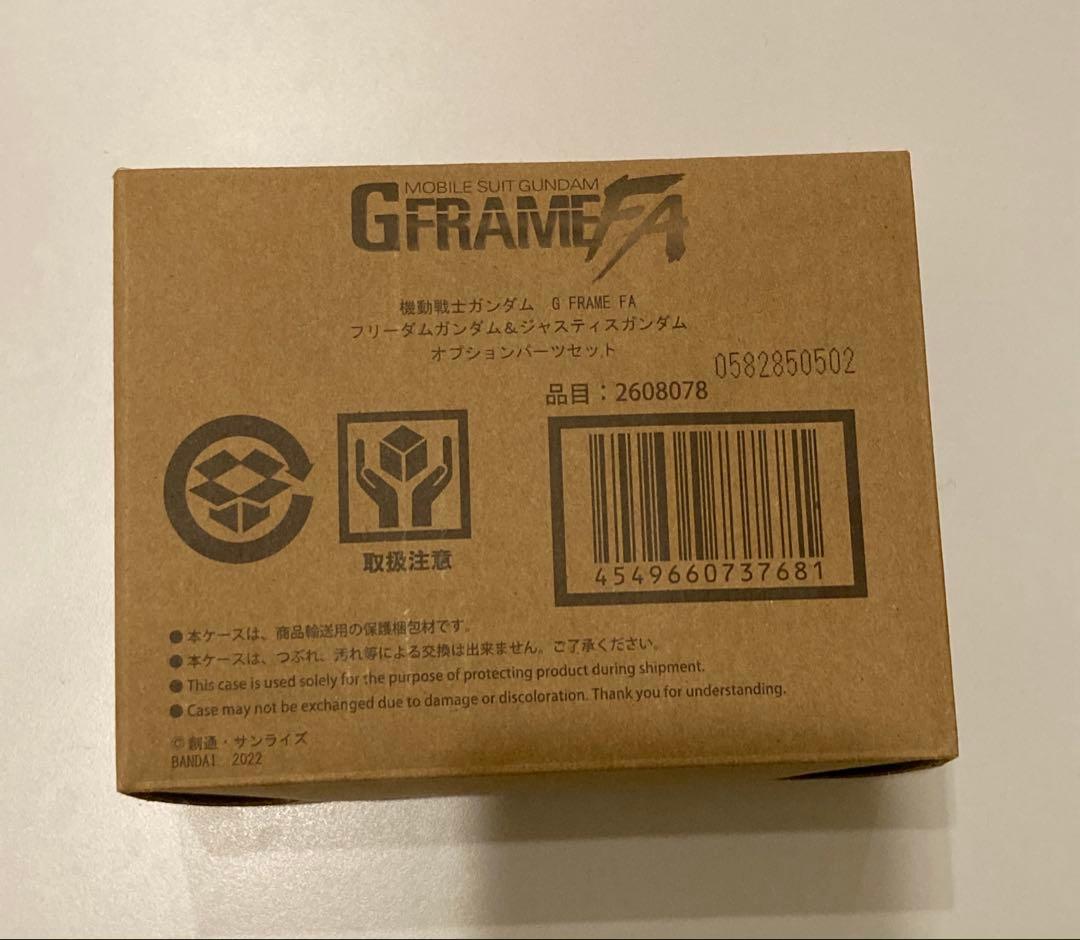 MOBILE SUIT GUNDAM
GFRAME FA
機動戦士ガンダム G FRAME FA
フリーダムガンダム&ジャスティスガンダム
オプションパーツセット
0582850502
品目：2608078
4549660737681
取扱注意
●本ケースは、商品輸送用の保護梱包材です。
●本ケースは、つぶれ、汚れ等による交換は出来ません。ご了承ください。
●This case is used solely for the purpose of protecting product during shipment.
●Case may not be exchanged due to damage or discoloration. Thank you for understanding.
©創通・サンライズ
BANDAI 2022